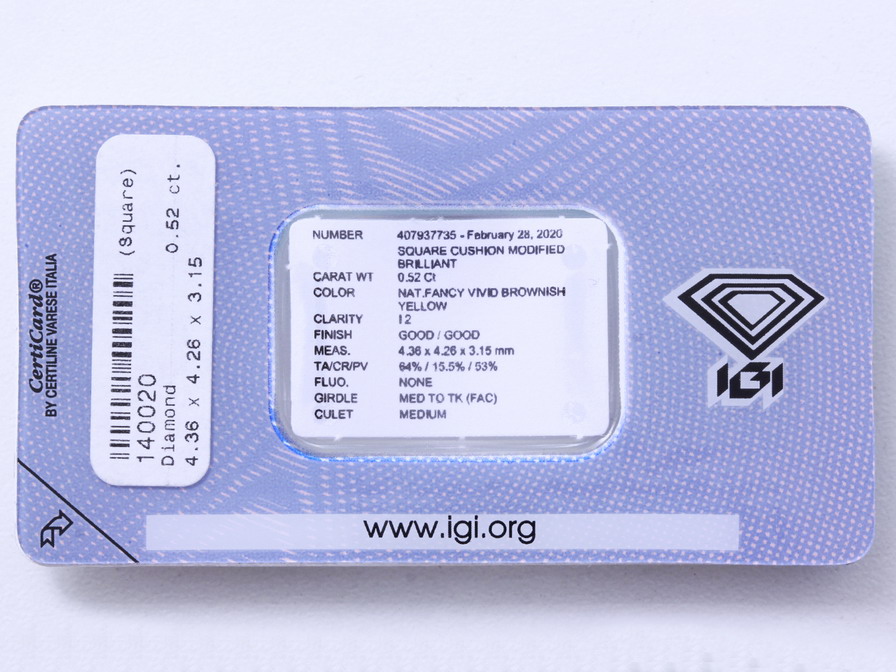 CertiCard®
BY CERTILINE VARESE ITALIA
140020
Diamond (Square)
4.36 x 4.26 x 3.15 0.52 ct.
NUMBER 407937735 - February 28, 2020
SQUARE CUSHION MODIFIED
BRILLIANT
CARAT WT 0.52 Ct
COLOR NAT.FANCY VIVID BROWNISH
YELLOW
CLARITY I 2
FINISH GOOD / GOOD
MEAS. 4.36 x 4.26 x 3.15 mm
TA/CR/PV 64% / 15.5% / 53%
FLUO. NONE
GIRDLE MED TO TK (FAC)
CULET MEDIUM
IGI
www.igi.org